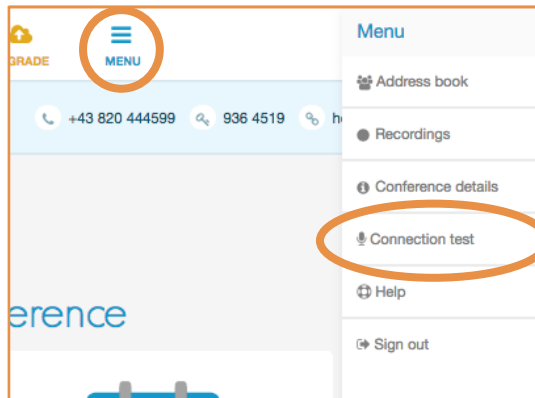 GRADE
MENU
+43 820 444599 936 4519 h
erence
Menu
Address book
Recordings
Conference details
Connection test
Help
Sign out